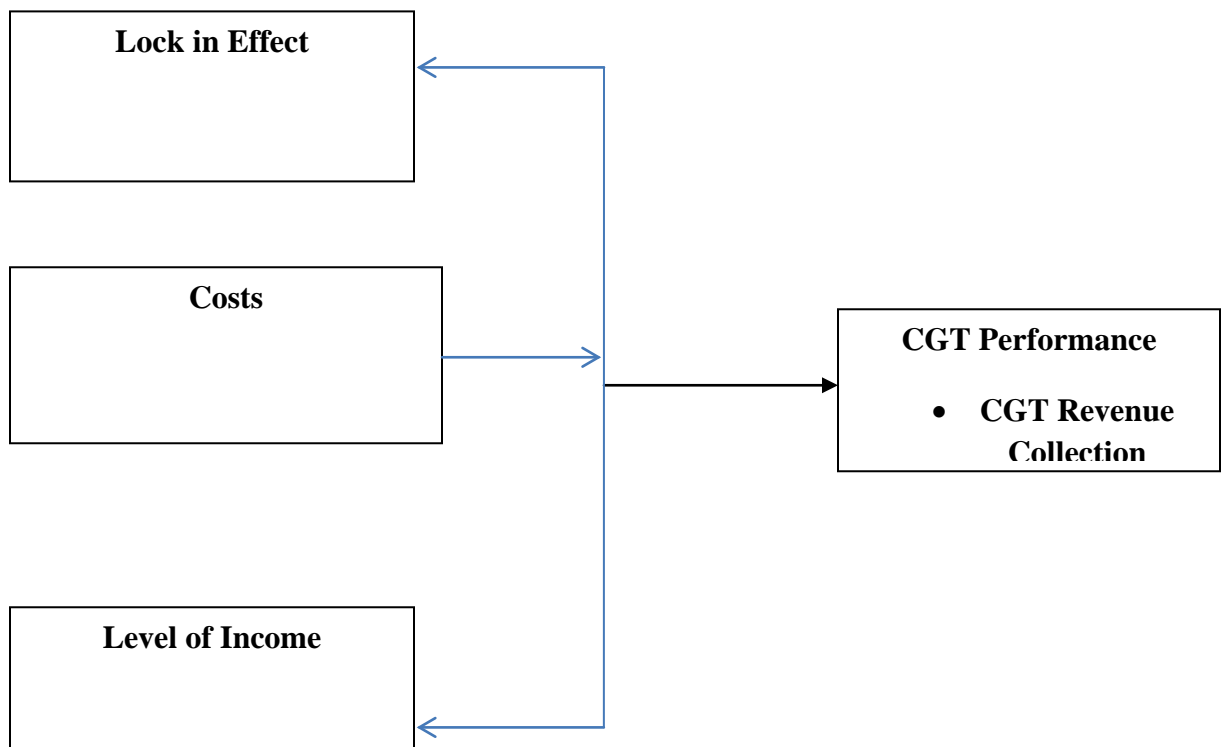 Lock in Effect
Costs
CGT Performance
• CGT Revenue
Collection
Level of Income